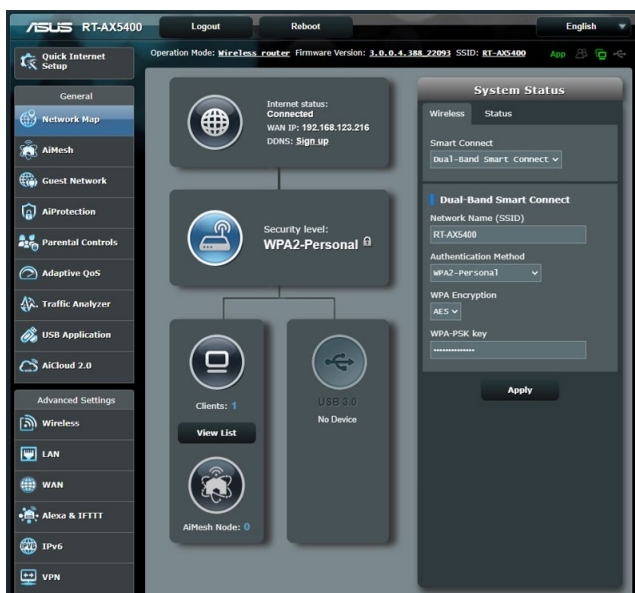 ASUS RT-AX5400
Logout
Reboot
English
Quick Internet
Setup
Operation Mode: Wireless router Firmware Version: 3.0.0.4.388_22093 SSID: RT-AX5400
App
General
Network Map
AiMesh
Guest Network
AiProtection
Parental Controls
Adaptive QoS
Traffic Analyzer
USB Application
AiCloud 2.0
Advanced Settings
Wireless
LAN
WAN
Alexa & IFTTT
IPv6
VPN
Internet status:
Connected
WAN IP: 192.168.123.216
DDNS: Sign up
Security level:
WPA2-Personal
Clients: 1
View List
AiMesh Node: 0
USB 3.0
No Device
System Status
Wireless
Status
Smart Connect
Dual-Band Smart Connect
Dual-Band Smart Connect
Network Name (SSID)
RT-AX5400
Authentication Method
WPA2-Personal
WPA Encryption
AES
WPA-PSK key
Apply